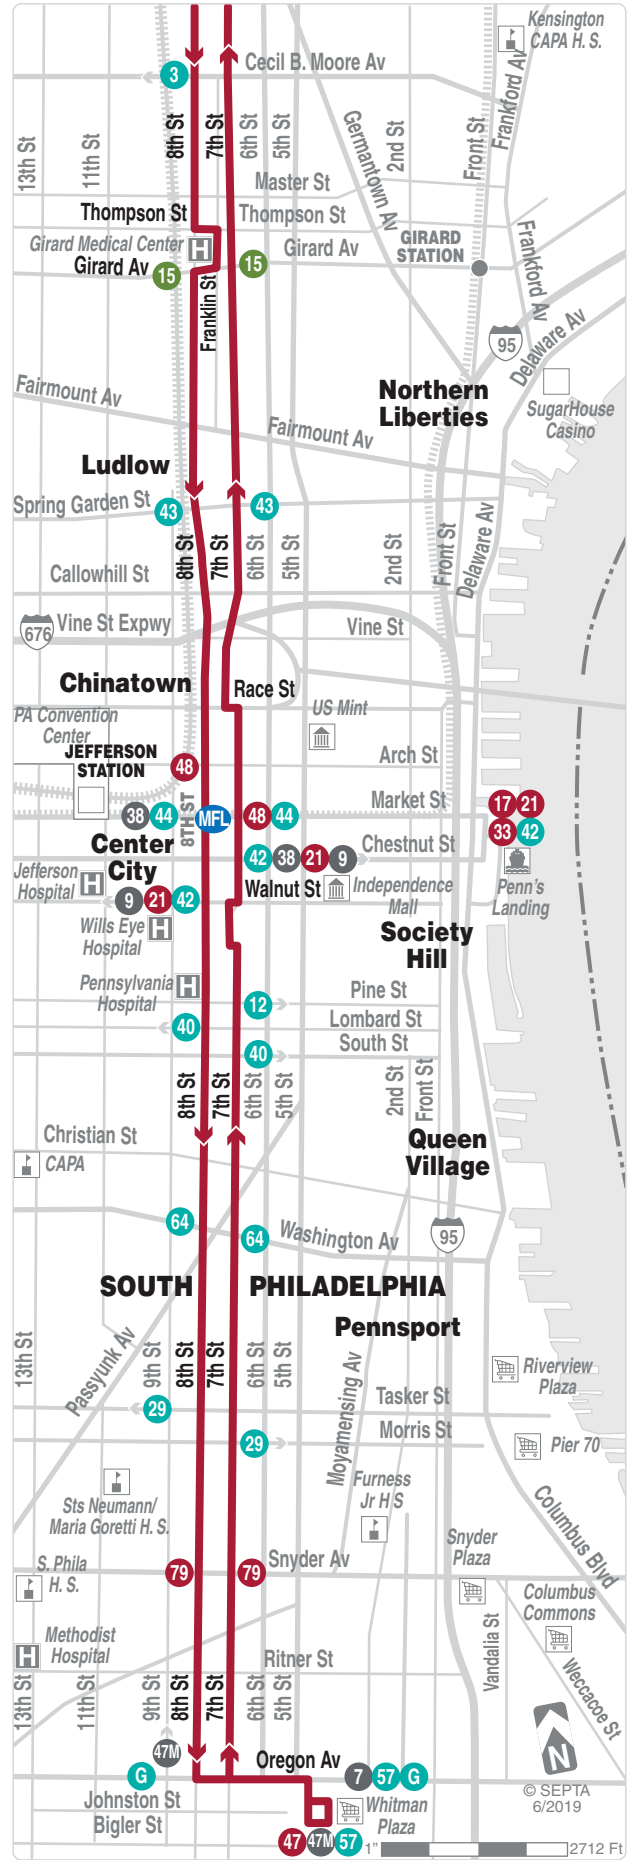 Kensington
CAPA H. S.
Cecil B. Moore Av
3
13th St
11th St
8th St
7th St
6th St
5th St
Germantown Av
2nd St
Front St
Frankford Av
Master St
Thompson St
Thompson St
Girard Medical Center
H
Girard Av
Girard Av
15
15
GIRARD
STATION
Franklin St
Frankford Av
95
Delaware Av
Northern
Liberties
SugarHouse
Casino
Fairmount Av
Fairmount Av
Ludlow
Spring Garden St
43
43
8th St
7th St
6th St
5th St
2nd St
Front St
Delaware Av
Callowhill St
676
Vine St Expwy
Vine St
Chinatown
Race St
PA Convention
Center
US Mint
JEFFERSON
STATION
48
Arch St
Market St
17
21
38
44
8TH ST
MFL
48
44
33
42
Center
City
Chestnut St
42
38
21
9
Jefferson
Hospital
H
Walnut St
Independence
Mall
Penn's
Landing
9
21
42
Wills Eye
Hospital
H
Society
Hill
Pennsylvania
Hospital
H
Pine St
12
Lombard St
40
South St
40
8th St
7th St
6th St
5th St
2nd St
Front St
Christian St
CAPA
Queen
Village
64
64
Washington Av
95
SOUTH PHILADELPHIA
Pennsport
13th St
Passyunk Av
9th St
8th St
7th St
6th St
5th St
Moyamensing Av
Riverview
Plaza
Tasker St
29
Morris St
29
Pier 70
Sts Neumann/
Maria Goretti H. S.
Furness
Jr H S
Columbus Blvd
Snyder
Plaza
S. Phila
H. S.
79
79
Snyder Av
Columbus
Commons
Methodist
Hospital
H
Ritner St
Vandalia St
Weccacoe St
13th St
11th St
9th St
8th St
7th St
6th St
5th St
47M
Oregon Av
N
G
7
57
G
© SEPTA
6/2019
Johnston St
Bigler St
Whitman
Plaza
47
47M
57
1"
2712 Ft